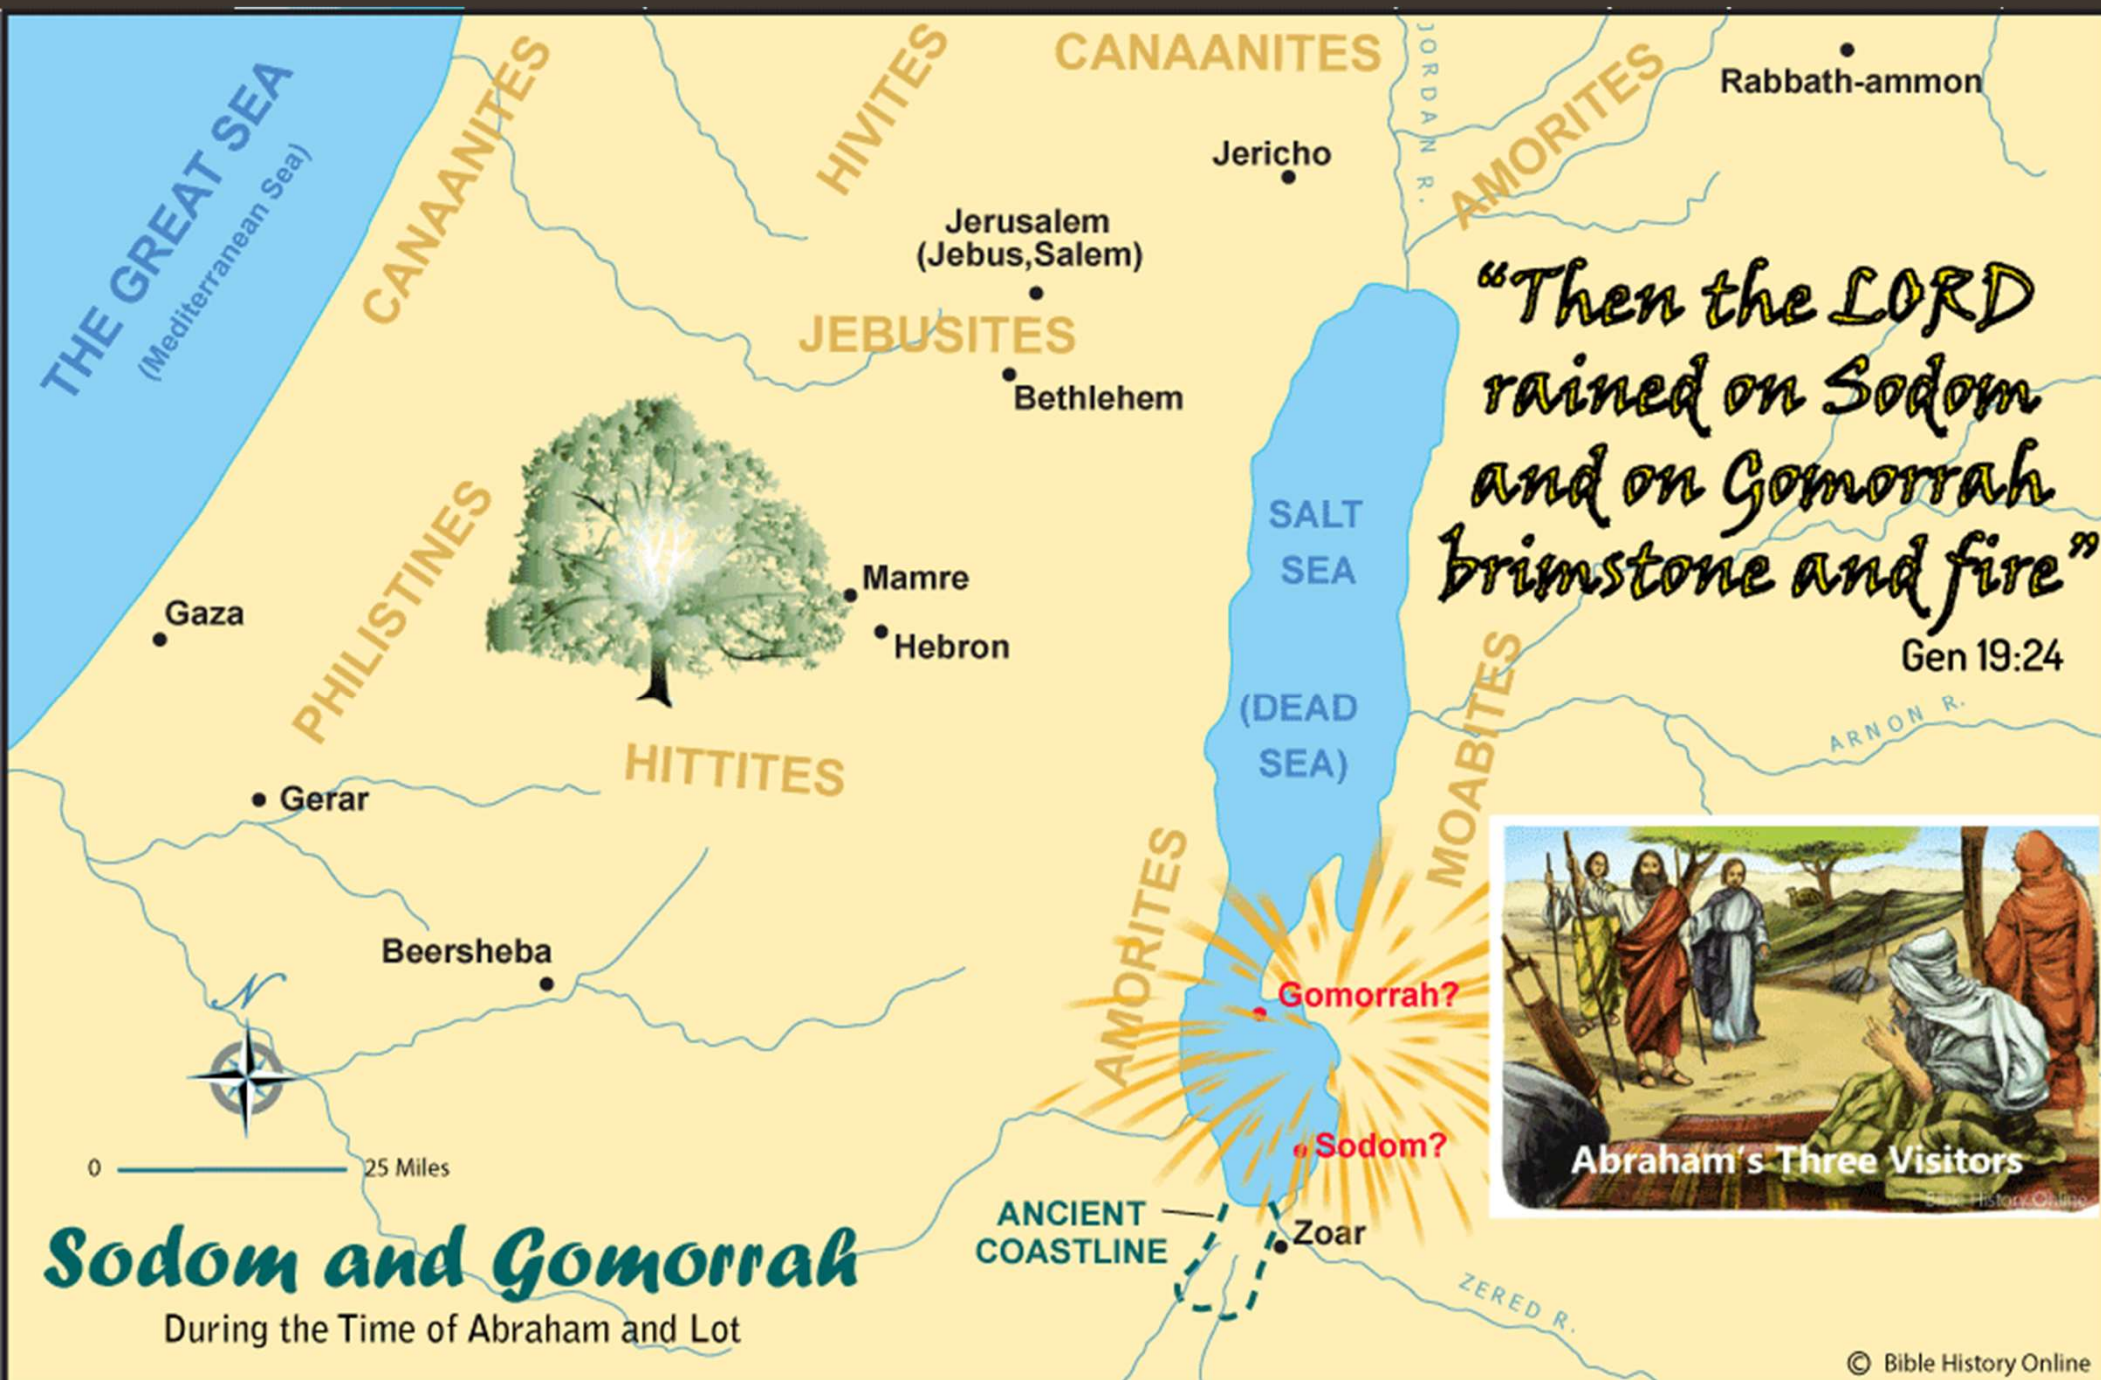 THE GREAT SEA
(Mediterranean Sea)
CANAANITES
HIVITES
CANAANITES
JORDAN R.
AMORITES
Rabbath-ammon
Jericho
Jerusalem
(Jebus,Salem)
JEBUSITES
Bethlehem
“Then the LORD
rained on Sodom
and on Gomorrah
brimstone and fire”
Gen 19:24
SALT
SEA
(DEAD
SEA)
PHILISTINES
Mamre
Hebron
Gaza
HITTITES
Gerar
MOABITES
ARNON R.
AMORITES
Beersheba
N
Gomorrah?
Sodom?
Abraham's Three Visitors
Bible History Online
0 25 Miles
ANCIENT
COASTLINE
Zoar
ZERED R.
Sodom and Gomorrah
During the Time of Abraham and Lot
© Bible History Online